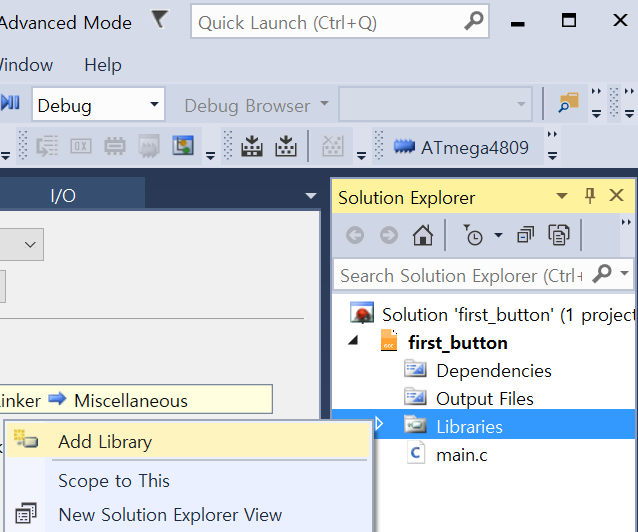 Advanced Mode
Quick Launch (Ctrl+Q)
Window Help
Debug
Debug Browser
ATmega4809
I/O
Solution Explorer
Search Solution Explorer (Ctrl+
Solution 'first_button' (1 project
first_button
Dependencies
Output Files
Miscellaneous
Libraries
main.c
Add Library
Scope to This
New Solution Explorer View